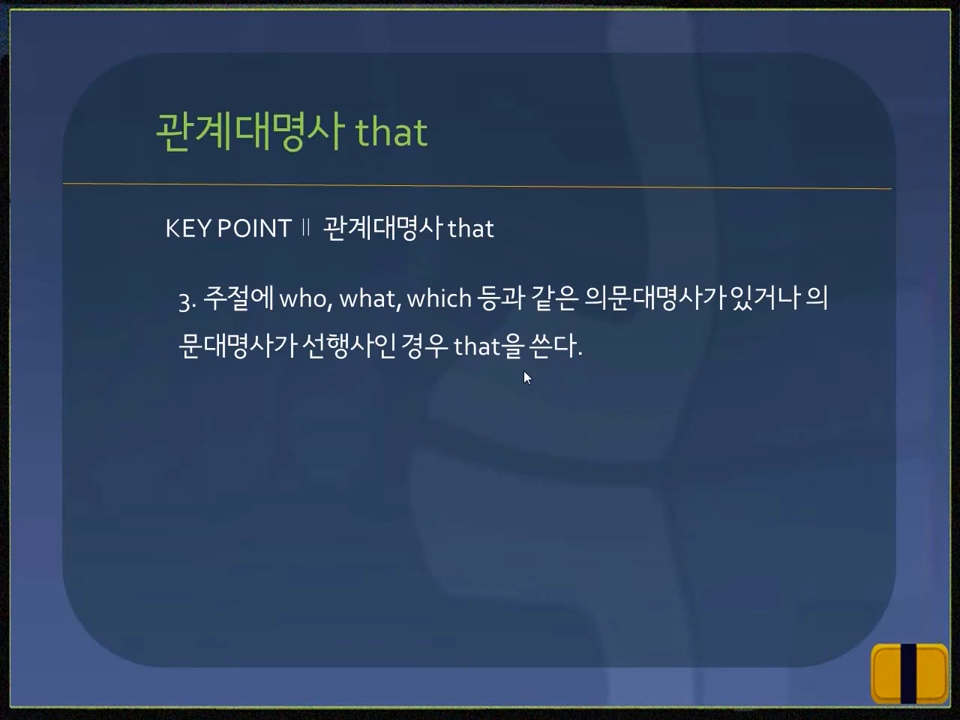 관계대명사 that
KEY POINT Ⅱ 관계대명사 that
3. 주절에 who, what, which 등과 같은 의문대명사가 있거나 의
문대명사가 선행사인 경우 that을 쓴다.